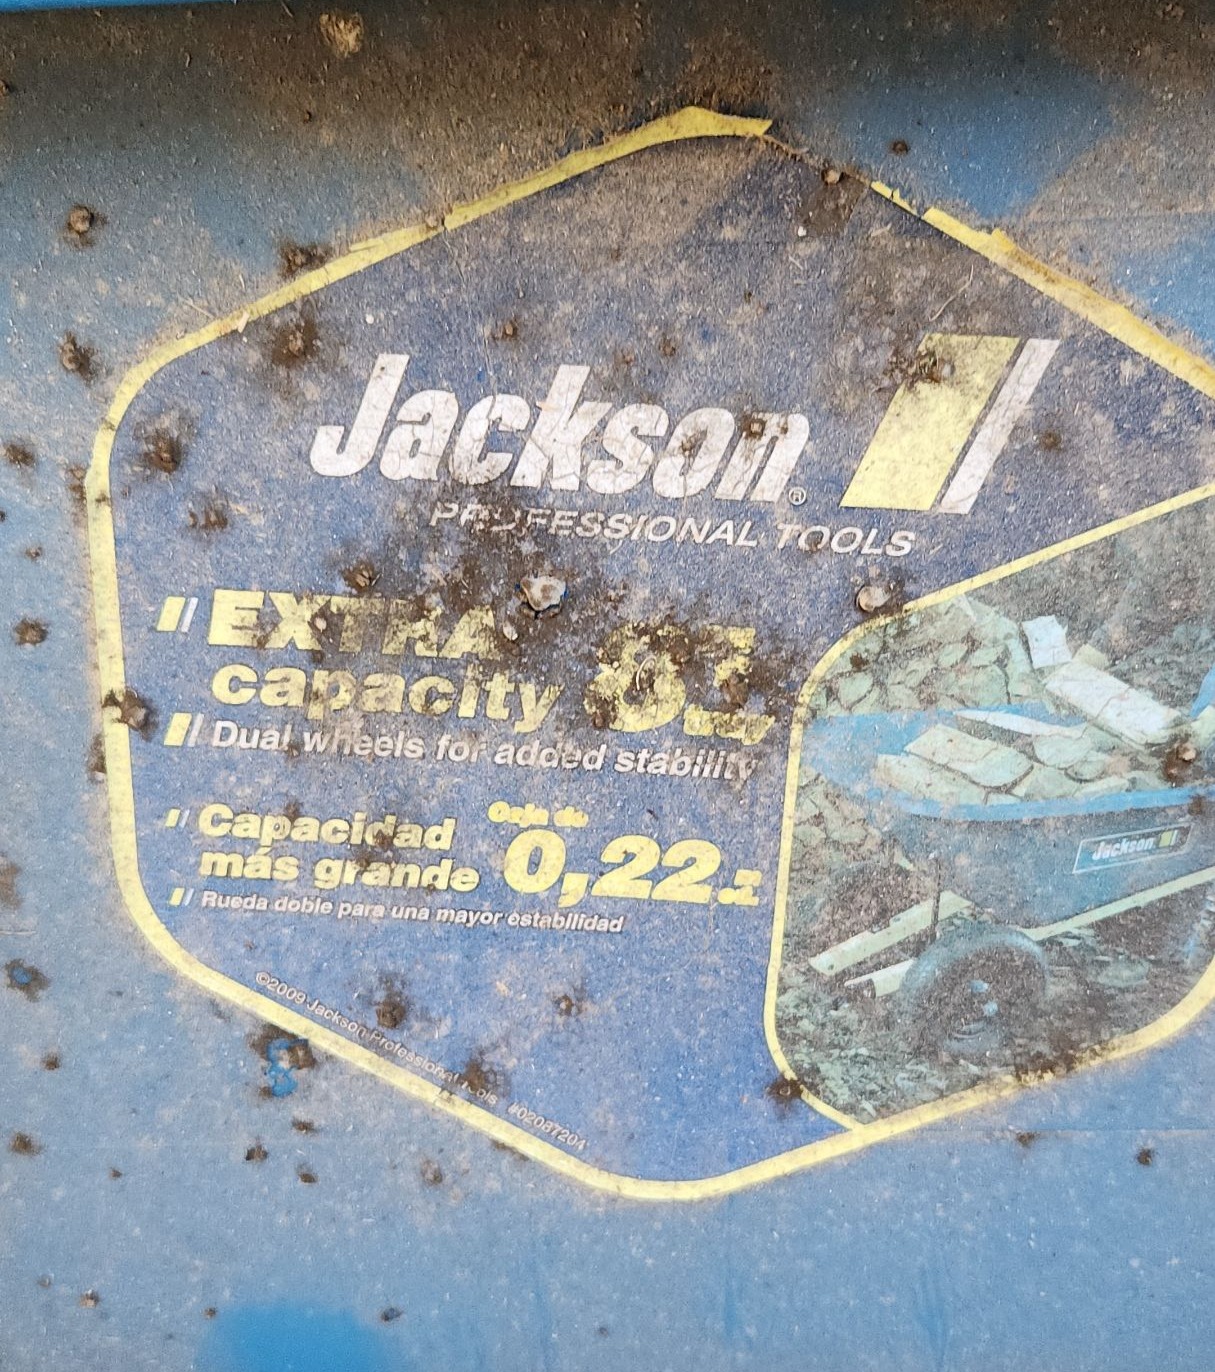 Jackson®
PROFESSIONAL TOOLS
EXTRA
capacity
Dual wheels for added stability
Capacidad
más grande
0,22
Rueda doble para una mayor estabilidad
©2009 Jackson Professional Tools #02087204
Jackson